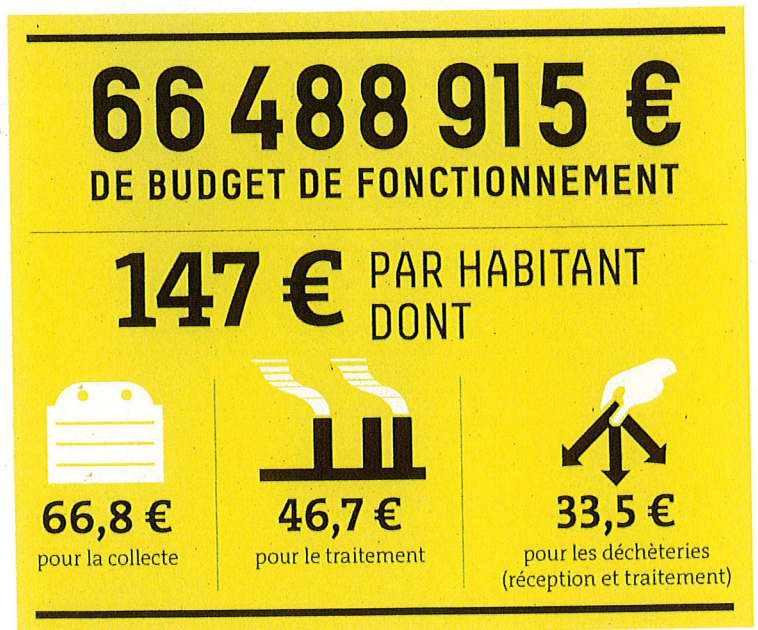 66 488 915 €
DE BUDGET DE FONCTIONNEMENT
147 € PAR HABITANT
DONT
66,8 €
pour la collecte
46,7 €
pour le traitement
33,5 €
pour les déchèteries
(réception et traitement)